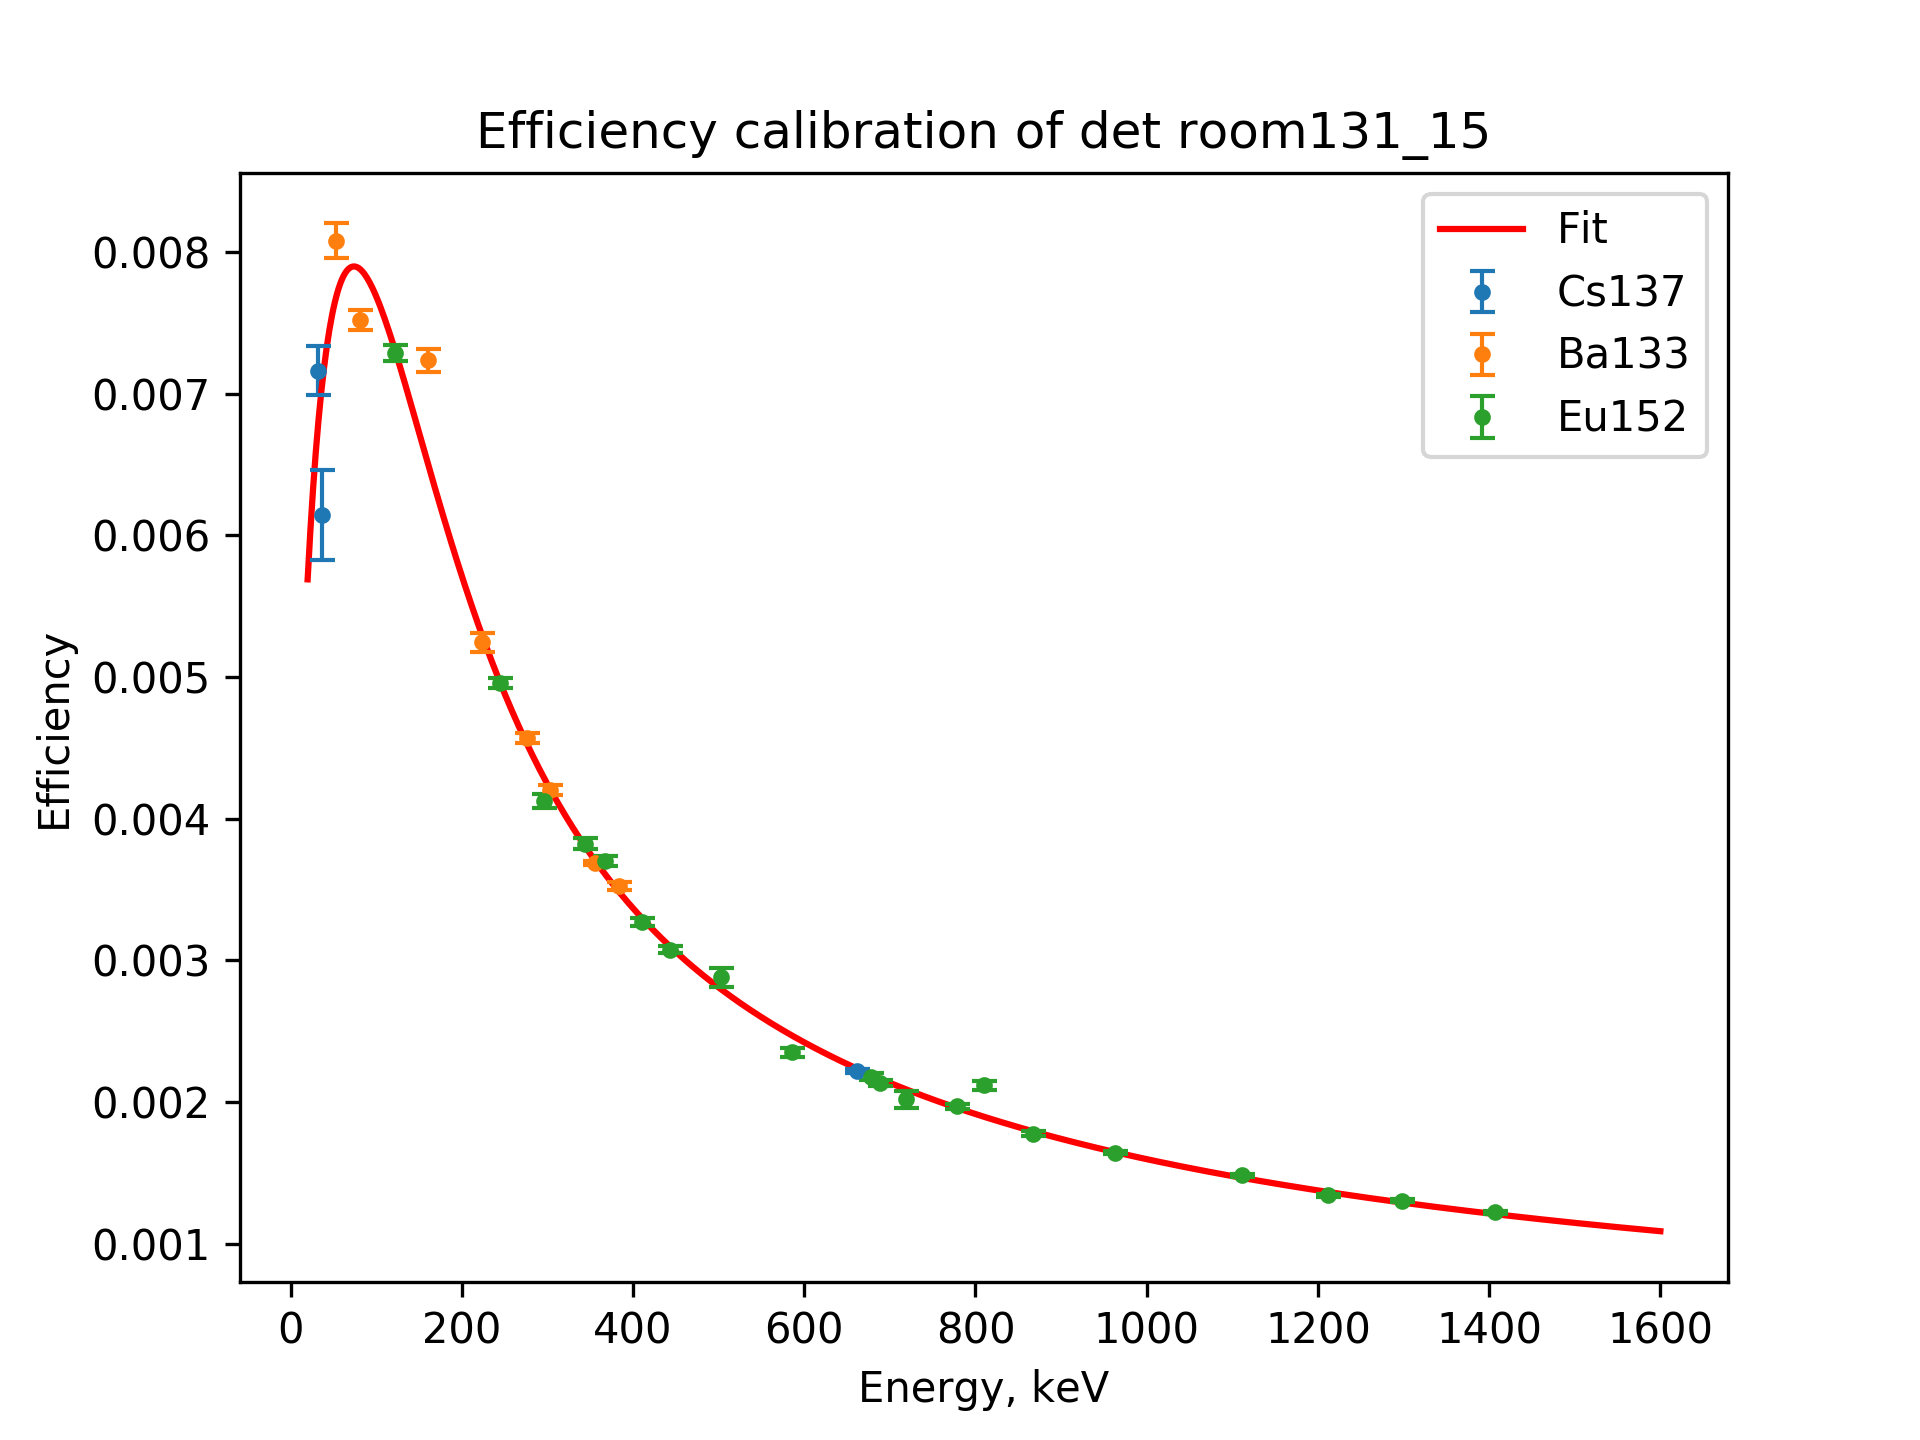 Efficiency calibration of det room131_15
Fit
Cs137
Ba133
Eu152
Efficiency
0.008
0.007
0.006
0.005
0.004
0.003
0.002
0.001
0 200 400 600 800 1000 1200 1400 1600
Energy, keV